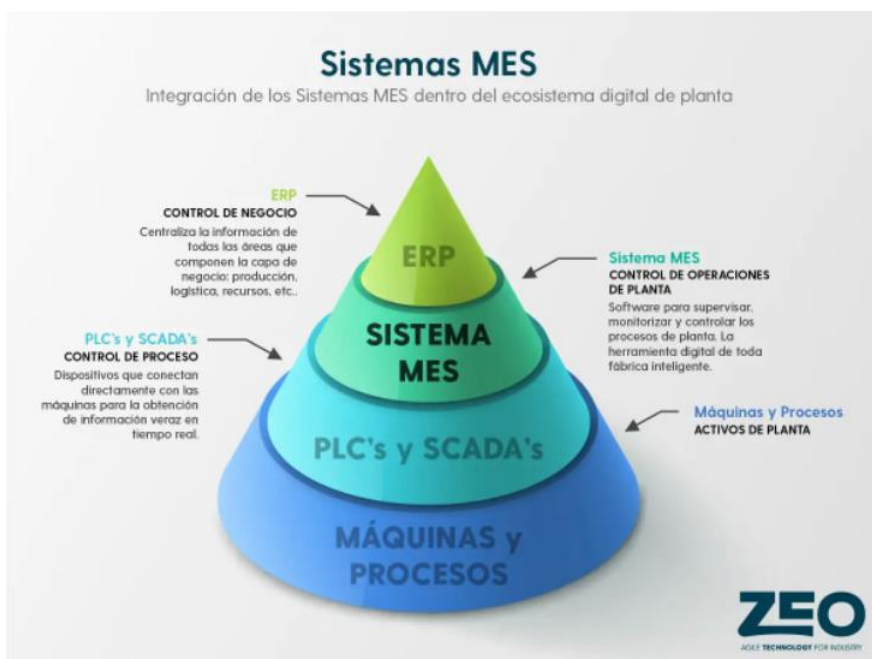 Sistemas MES
Integración de los Sistemas MES dentro del ecosistema digital de planta
ERP
CONTROL DE NEGOCIO
Centraliza la información de
todas las áreas que
componen la capa de
negocio: producción,
logística, recursos, etc..
PLC's y SCADA's
CONTROL DE PROCESO
Dispositivos que conectan
directamente con las
máquinas para la obtención
de información veraz en
tiempo real.
ERP
SISTEMA
MES
PLC's y SCADA's
MÁQUINAS y
PROCESOS
Sistema MES
CONTROL DE OPERACIONES
DE PLANTA
Software para supervisar,
monitorizar y controlar los
procesos de planta. La
herramienta digital de toda
fábrica inteligente.
Máquinas y Procesos
ACTIVOS DE PLANTA
ZEO
AGILE TECHNOLOGY FOR INDUSTRY